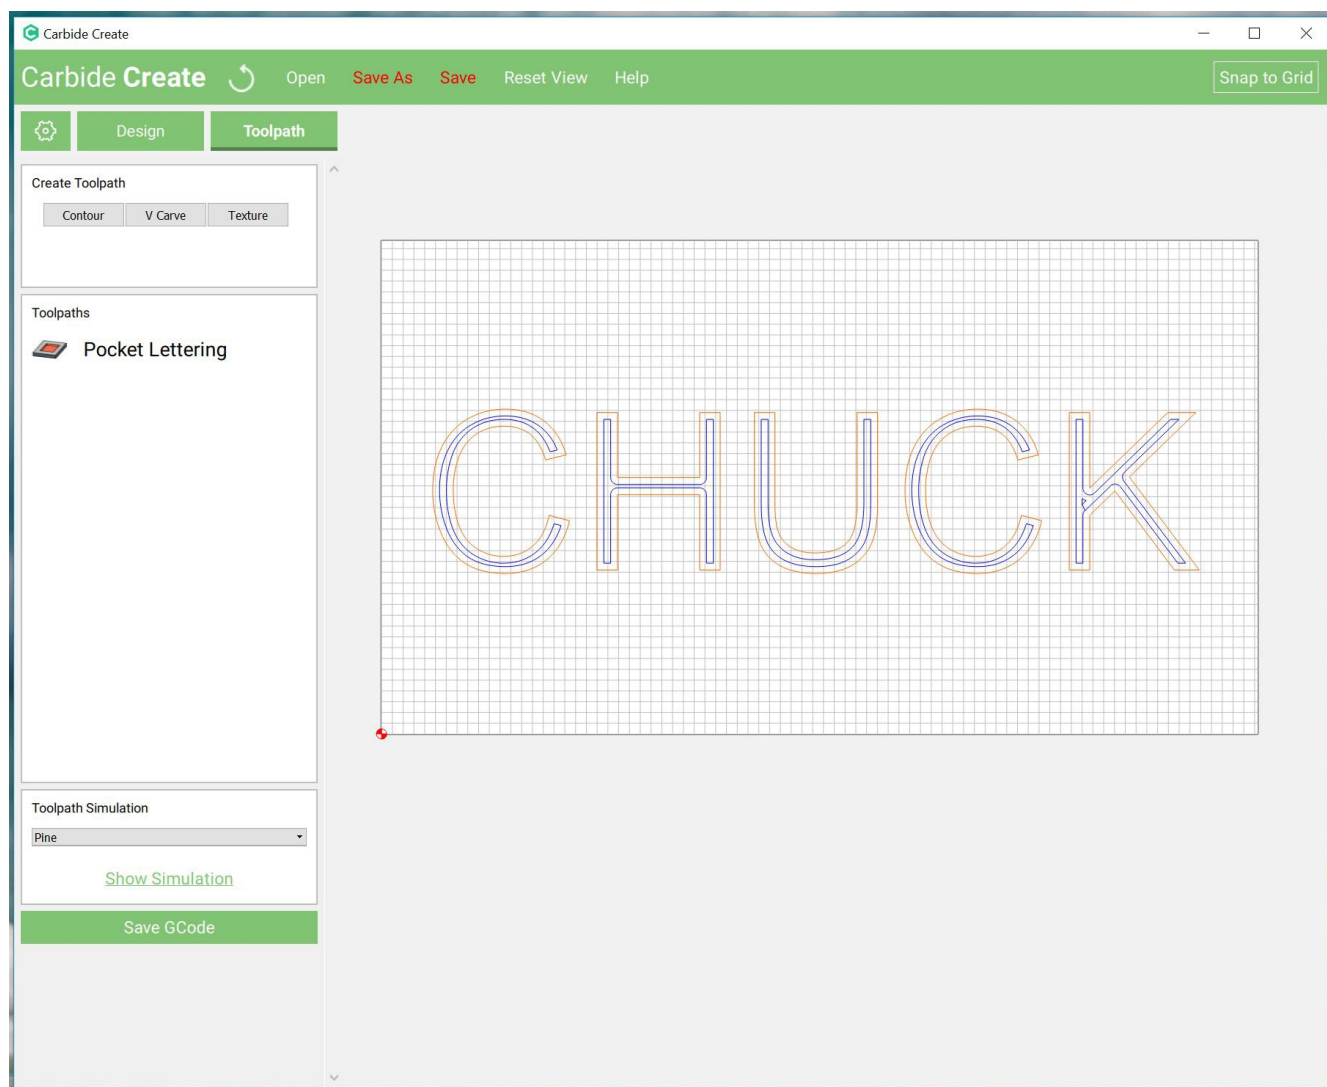 Carbide Create
Carbide Create Open Save As Save Reset View Help Snap to Grid
Design Toolpath
Create Toolpath
Contour V Carve Texture
Toolpaths
Pocket Lettering
CHUCK
Toolpath Simulation
Pine
Show Simulation
Save GCode